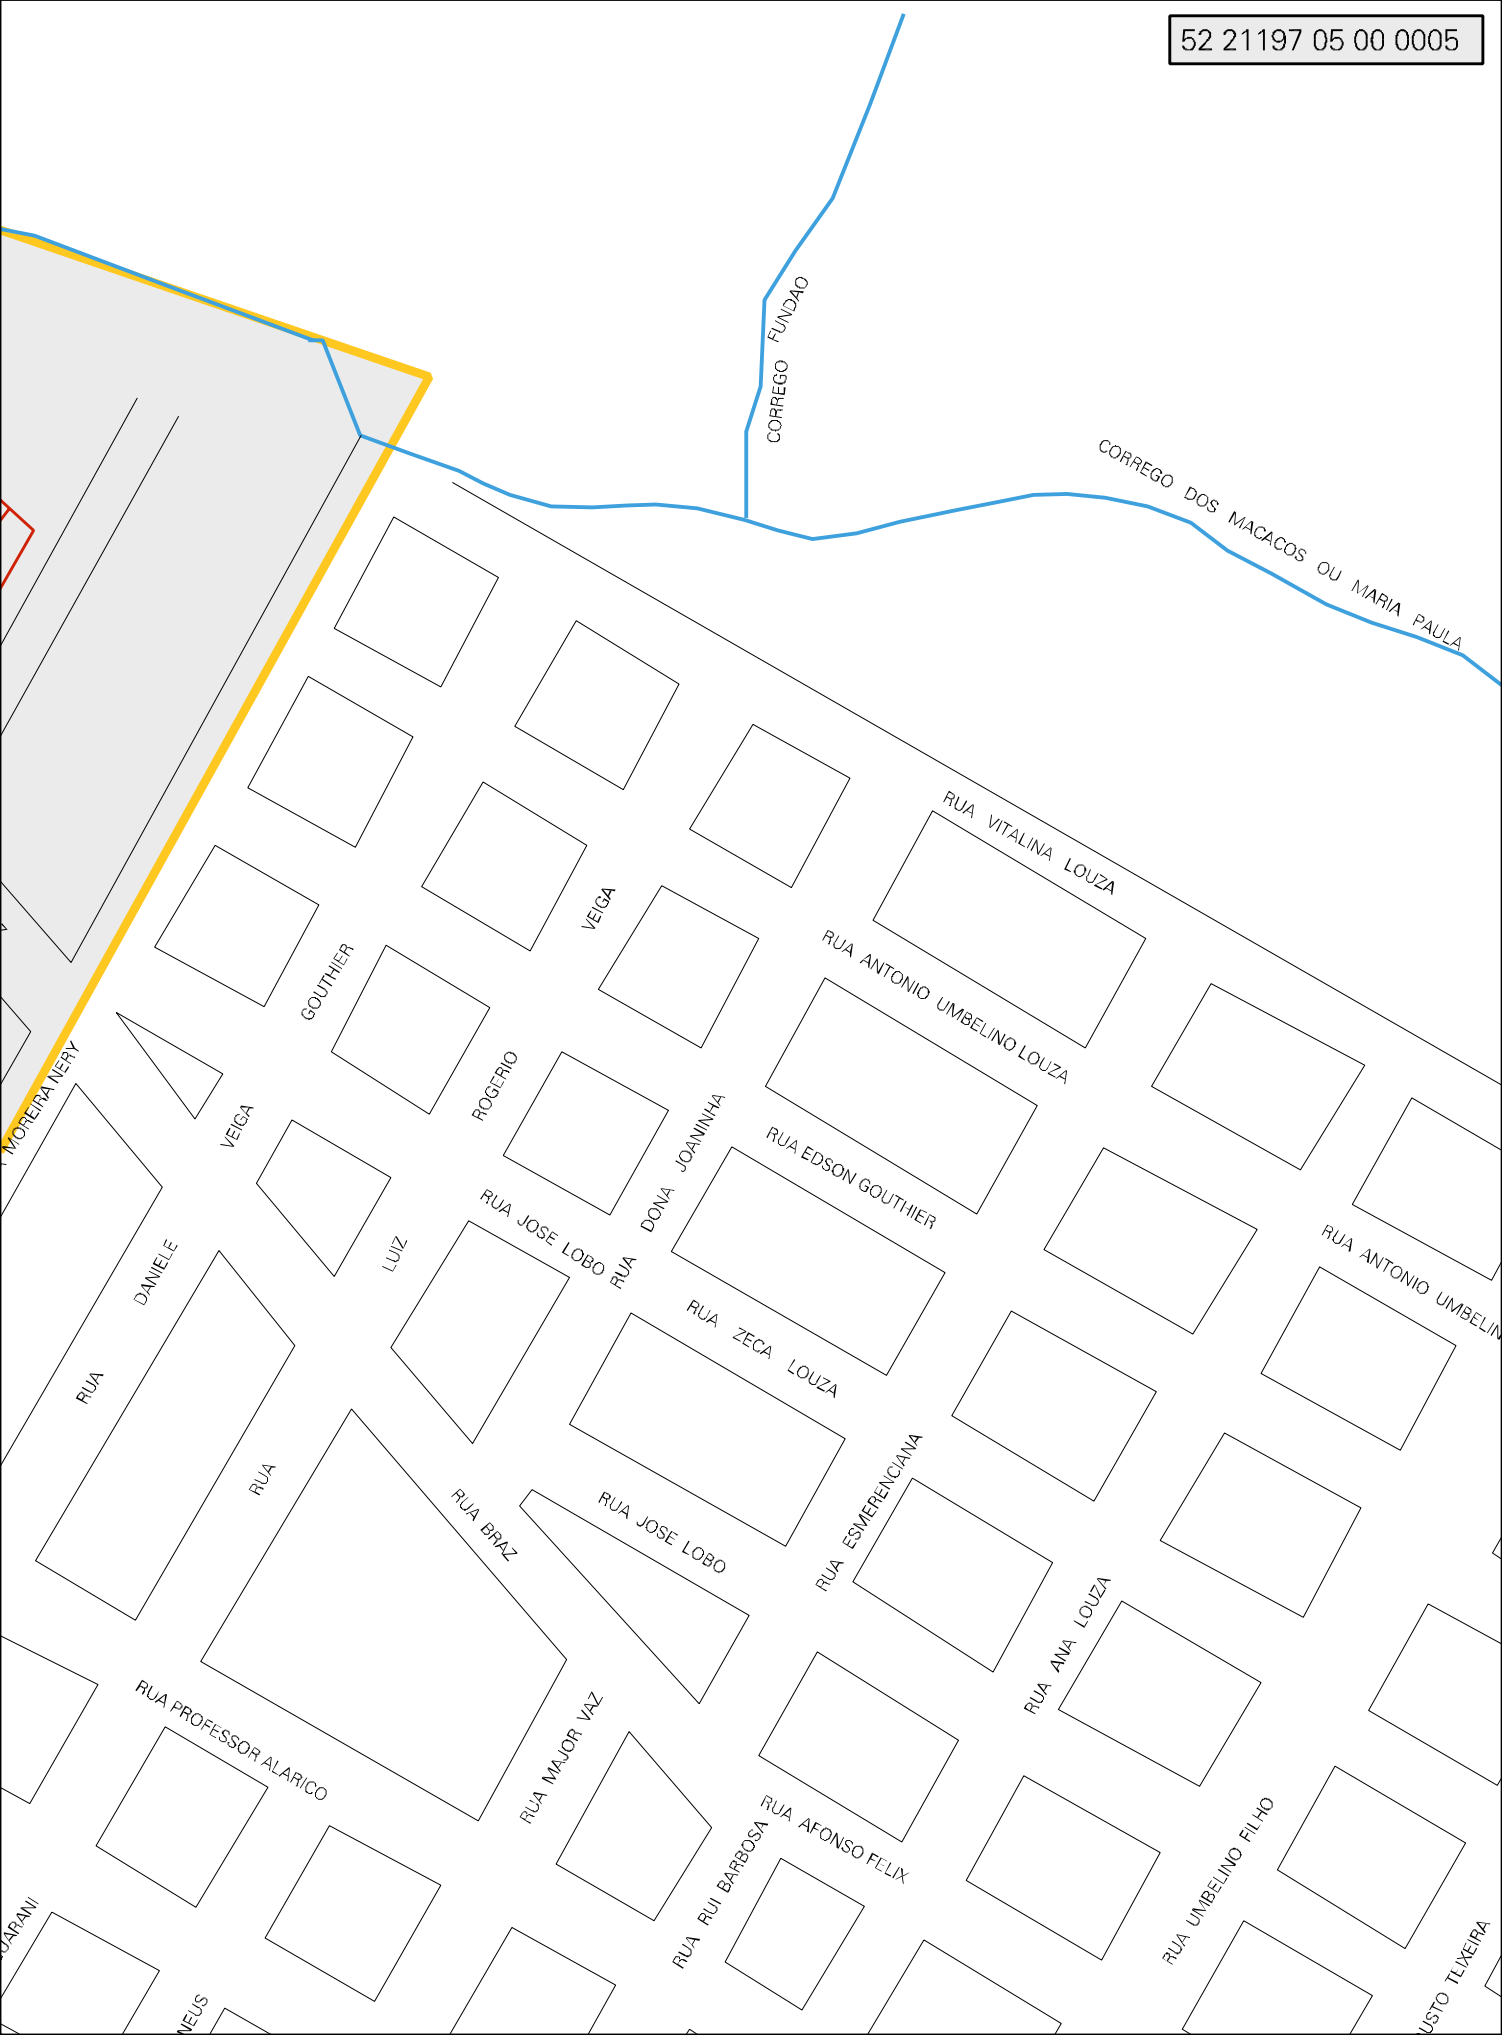 52 21197 05 00 0005
CORREGO FUNDAO
CORREGO DOS MACACOS OU MARIA PAULA
RUA VITALINA LOUZA
RUA ANTONIO UMBELINO LOUZA
RUA EDSON GOUTHIER
RUA ZECA LOUZA
RUA JOSE LOBO
RUA JOSE LOBO
RUA ANTONIO UMBELIN
MOREIRA NERY
RUA DANIELE VEIGA GOUTHIER
RUA LUIZ ROGERIO VEIGA
RUA DONA JOANINHA
RUA BRAZ
RUA ESMERENCIANA
RUA ANA LOUZA
RUA PROFESSOR ALARICO
RUA MAJOR VAZ
RUA AFONSO FELIX
RUA RUI BARBOSA
RUA UMBELINO FILHO
USTO TEIXEIRA
UARANI
NEUS